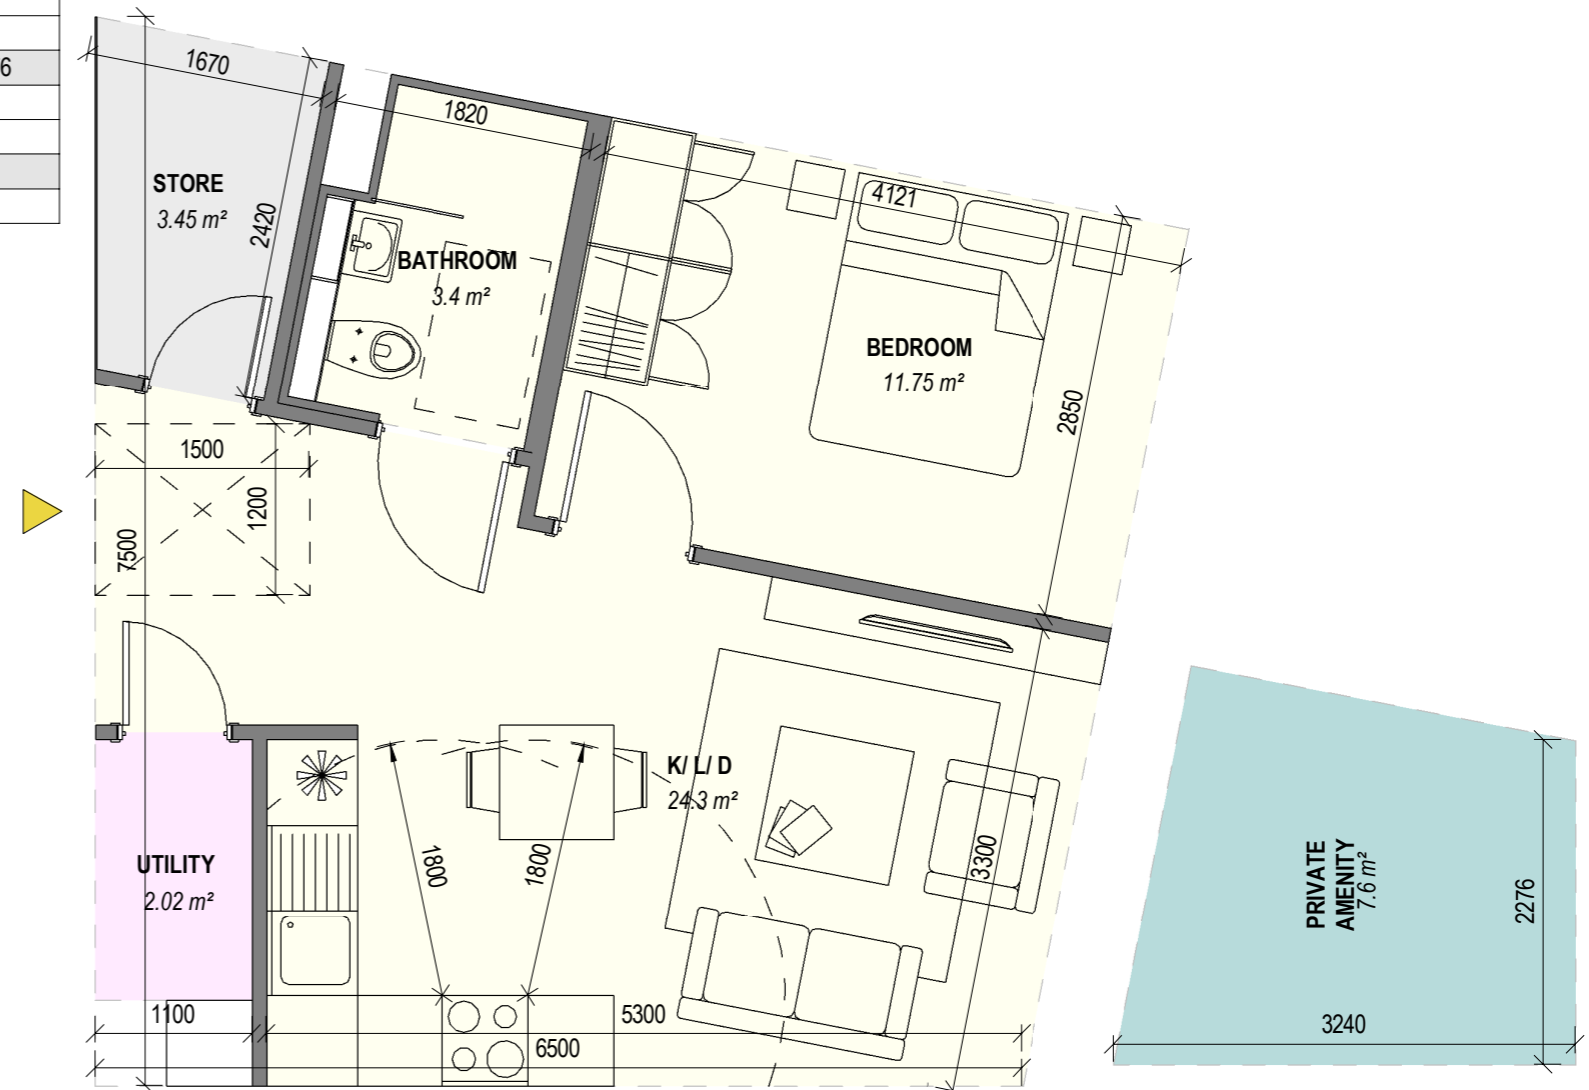 6
1670
1820
STORE
3.45 m²
2420
4121
BATHROOM
3.4 m²
BEDROOM
11.75 m²
2850
1500
1200
7500
K/ L/ D
24.3 m²
UTILITY
2.02 m²
1800
1800
3300
PRIVATE
AMENITY
7.6 m²
2276
1100
5300
6500
3240